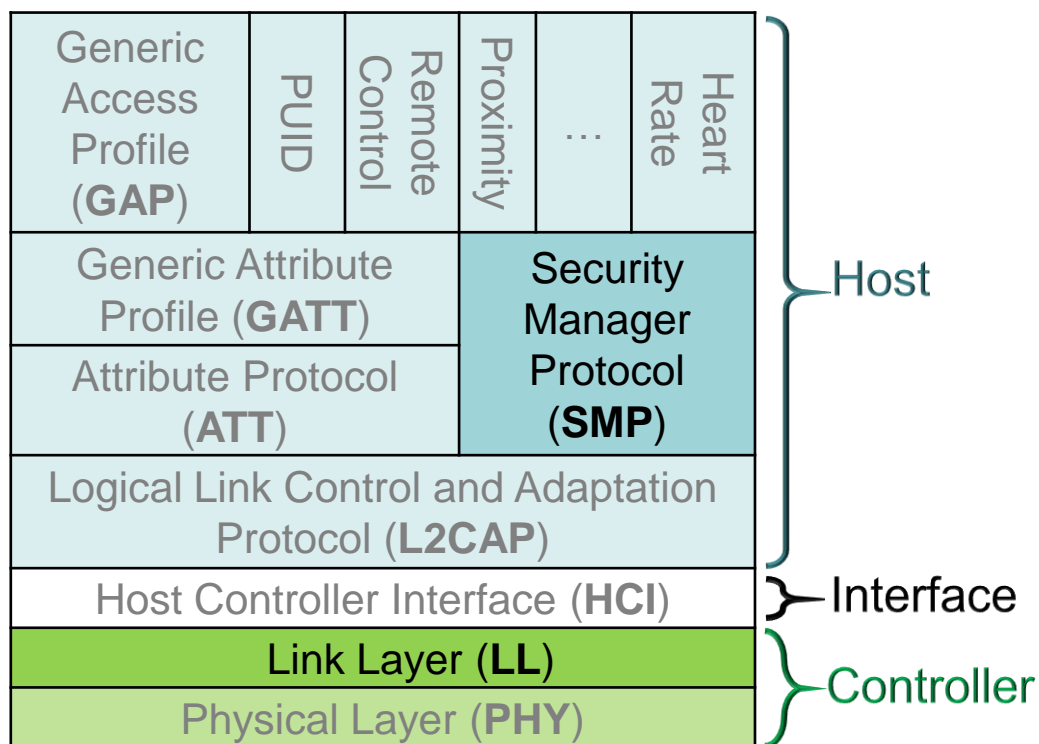 Generic
Access
Profile
(GAP)
PUID
Remote
Control
Proximity
...
Heart
Rate
Generic Attribute
Profile (GATT)
Attribute Protocol
(ATT)
Security
Manager
Protocol
(SMP)
Logical Link Control and Adaptation
Protocol (L2CAP)
Host Controller Interface (HCI)
Link Layer (LL)
Physical Layer (PHY)
Host
Interface
Controller